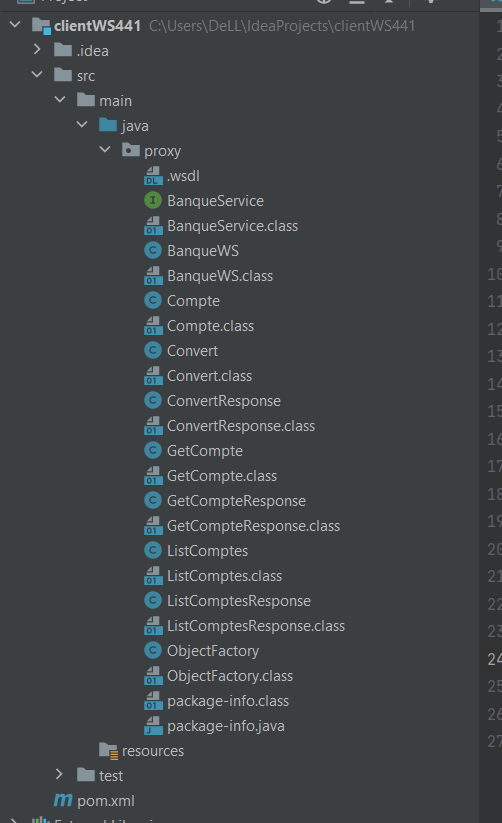 clientWS441 C:\Users\DeLL\IdeaProjects\clientWS441
.idea
src
main
java
proxy
.wsdl
BanqueService
BanqueService.class
BanqueWS
BanqueWS.class
Compte
Compte.class
Convert
Convert.class
ConvertResponse
ConvertResponse.class
GetCompte
GetCompte.class
GetCompteResponse
GetCompteResponse.class
ListComptes
ListComptes.class
ListComptesResponse
ListComptesResponse.class
ObjectFactory
ObjectFactory.class
package-info.class
package-info.java
resources
test
pom.xml
1
2
3
4
5
6
7
8
9
10
11
12
13
14
15
16
17
18
19
20
21
22
23
24
25
26
27